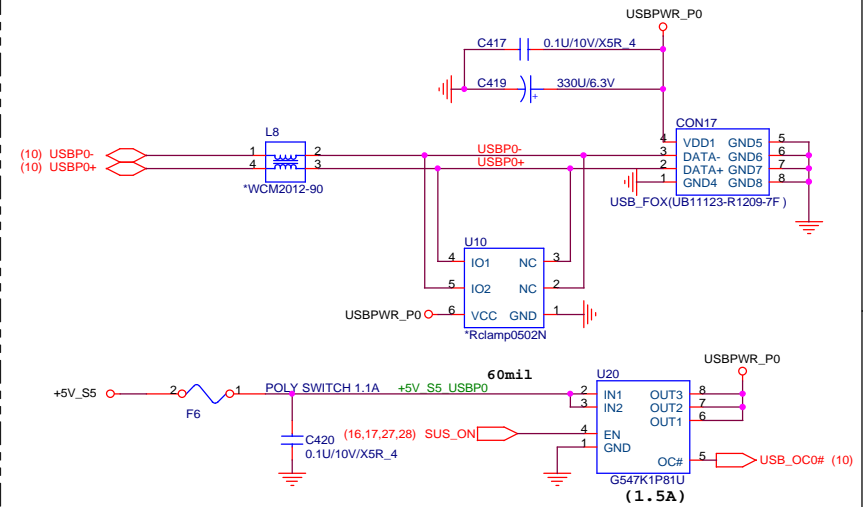 USBPWR_P0
C417 0.1U/10V/X5R_4
C419 330U/6.3V
+
CON17
L8
(10) USBP0- 1 2 USBP0- 3
(10) USBP0+ 4 3 USBP0+ 2
*WCM2012-90
4 VDD1 GND5 5
DATA- GND6 6
DATA+ GND7 7
1 GND4 GND8 8
USB_FOX(UB11123-R1209-7F )
U10
4 IO1 NC 3
5 IO2 NC 2
USBPWR_P0 6 VCC GND 1
*Rclamp0502N
60mil U20 USBPWR_P0
+5V_S5 2 1 POLY SWITCH 1.1A +5V_S5_USBP0 2 IN1 OUT3 8
F6
3 IN2 OUT2 7
OUT1 6
C420 (16,17,27,28) SUS_ON 4 EN
0.1U/10V/X5R_4
1 GND
OC# 5 USB_OC0# (10)
G547K1P81U
(1.5A)